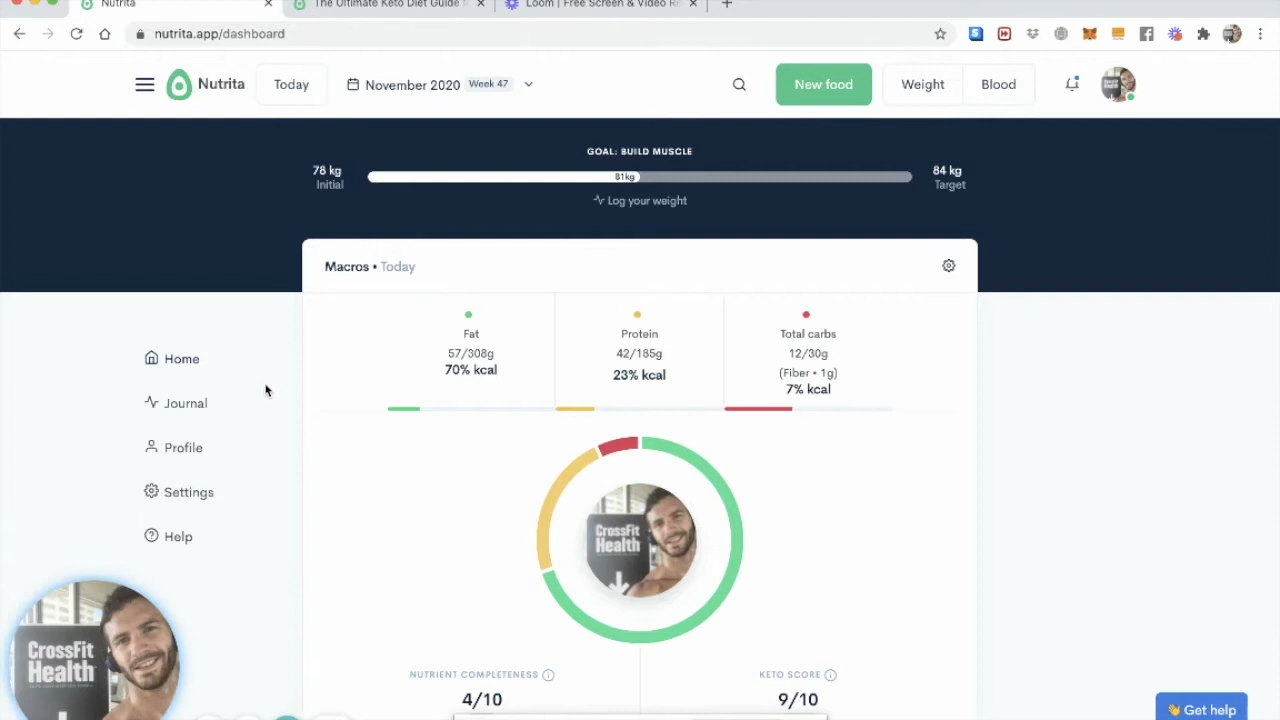 Nutrita
The Ultimate Keto Diet Guide
Loom | Free Screen & Video Re
nutrita.app/dashboard
Nutrita
Today
November 2020 Week 47
New food
Weight
Blood
GOAL: BUILD MUSCLE
78 kg
Initial
81kg
84 kg
Target
Log your weight
Macros • Today
Fat
57/308g
70% kcal
Protein
42/185g
23% kcal
Total carbs
12/30g
(Fiber • 1g)
7% kcal
Home
Journal
Profile
Settings
Help
CrossFit
Health
CrossFit
Health
NUTRIENT COMPLETENESS
4/10
KETO SCORE
9/10
Get help